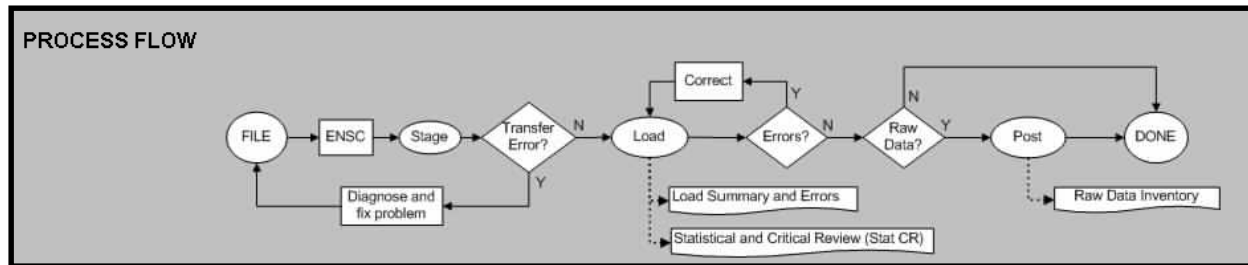 PROCESS FLOW
Correct
Y
N
FILE
ENSC
Stage
Transfer
Error?
N
Load
Errors?
N
Raw
Data?
Y
Post
DONE
Y
Diagnose and
fix problem
Load Summary and Errors
Raw Data Inventory
Statistical and Critical Review (Stat CR)